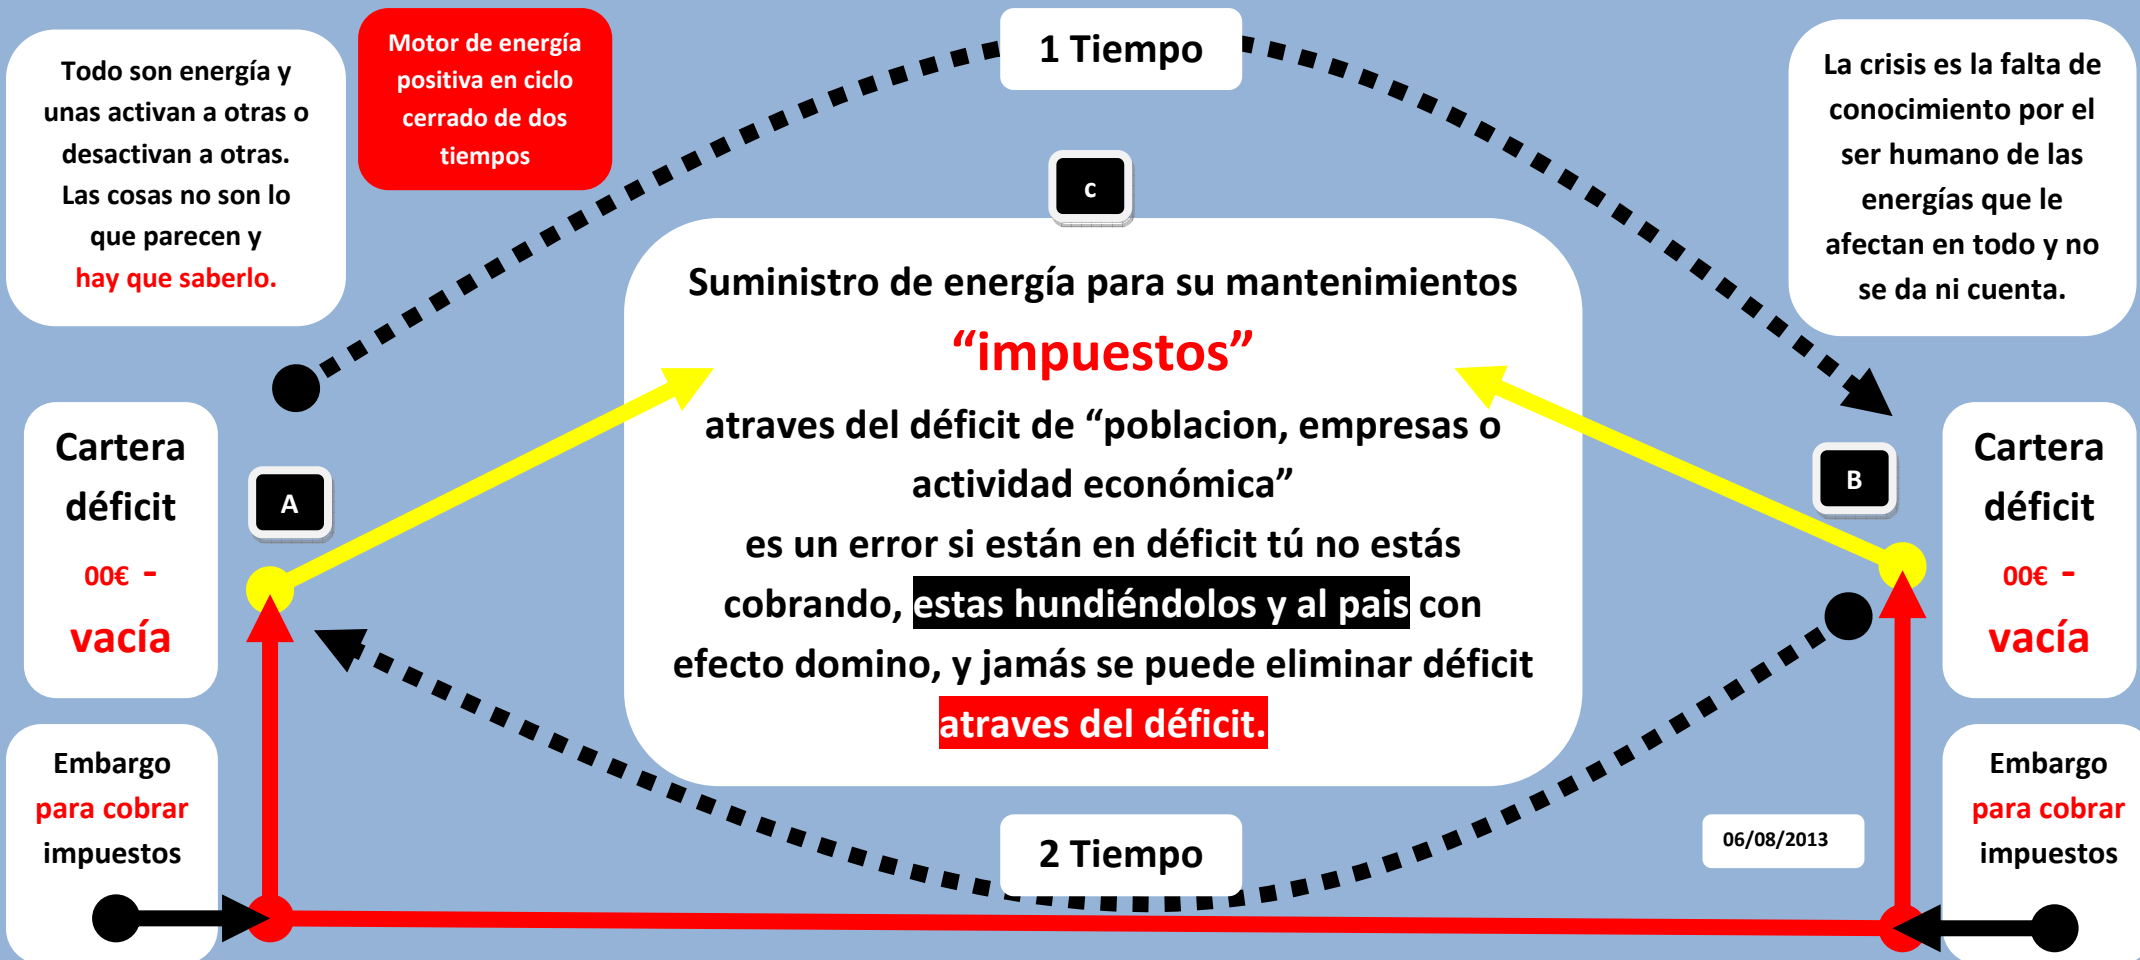 Todo son energía y
unas activan a otras o
desactivan a otras.
Las cosas no son lo
que parecen y
hay que saberlo.
Motor de energía
positiva en ciclo
cerrado de dos
tiempos
1 Tiempo
La crisis es la falta de
conocimiento por el
ser humano de las
energías que le
afectan en todo y no
se da ni cuenta.
c
Suministro de energía para su mantenimientos
“impuestos”
atraves del déficit de “poblacion, empresas o
actividad económica”
es un error si están en déficit tú no estás
cobrando, estas hundiéndolos y al pais con
efecto domino, y jamás se puede eliminar déficit
atraves del déficit.
Cartera
déficit
00€ -
vacía
A
B
Cartera
déficit
00€ -
vacía
Embargo
para cobrar
impuestos
2 Tiempo
06/08/2013
Embargo
para cobrar
impuestos